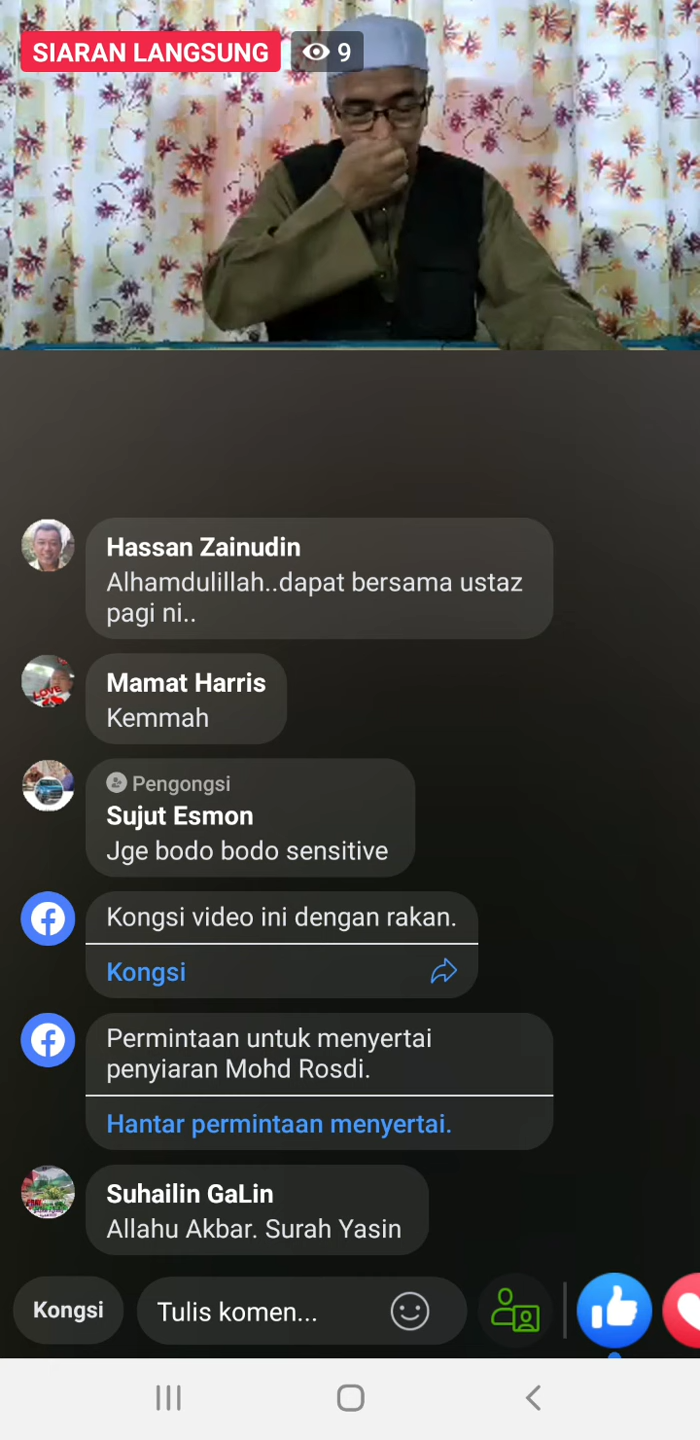 SIARAN LANGSUNG
9
Hassan Zainudin
Alhamdulillah..dapat bersama ustaz
pagi ni..
Mamat Harris
Kemmah
Pengongsi
Sujut Esmon
Jge bodo bodo sensitive
Kongsi video ini dengan rakan.
Kongsi
Permintaan untuk menyertai
penyiaran Mohd Rosdi.
Hantar permintaan menyertai.
Suhailin GaLin
Allahu Akbar. Surah Yasin
Kongsi
Tulis komen...